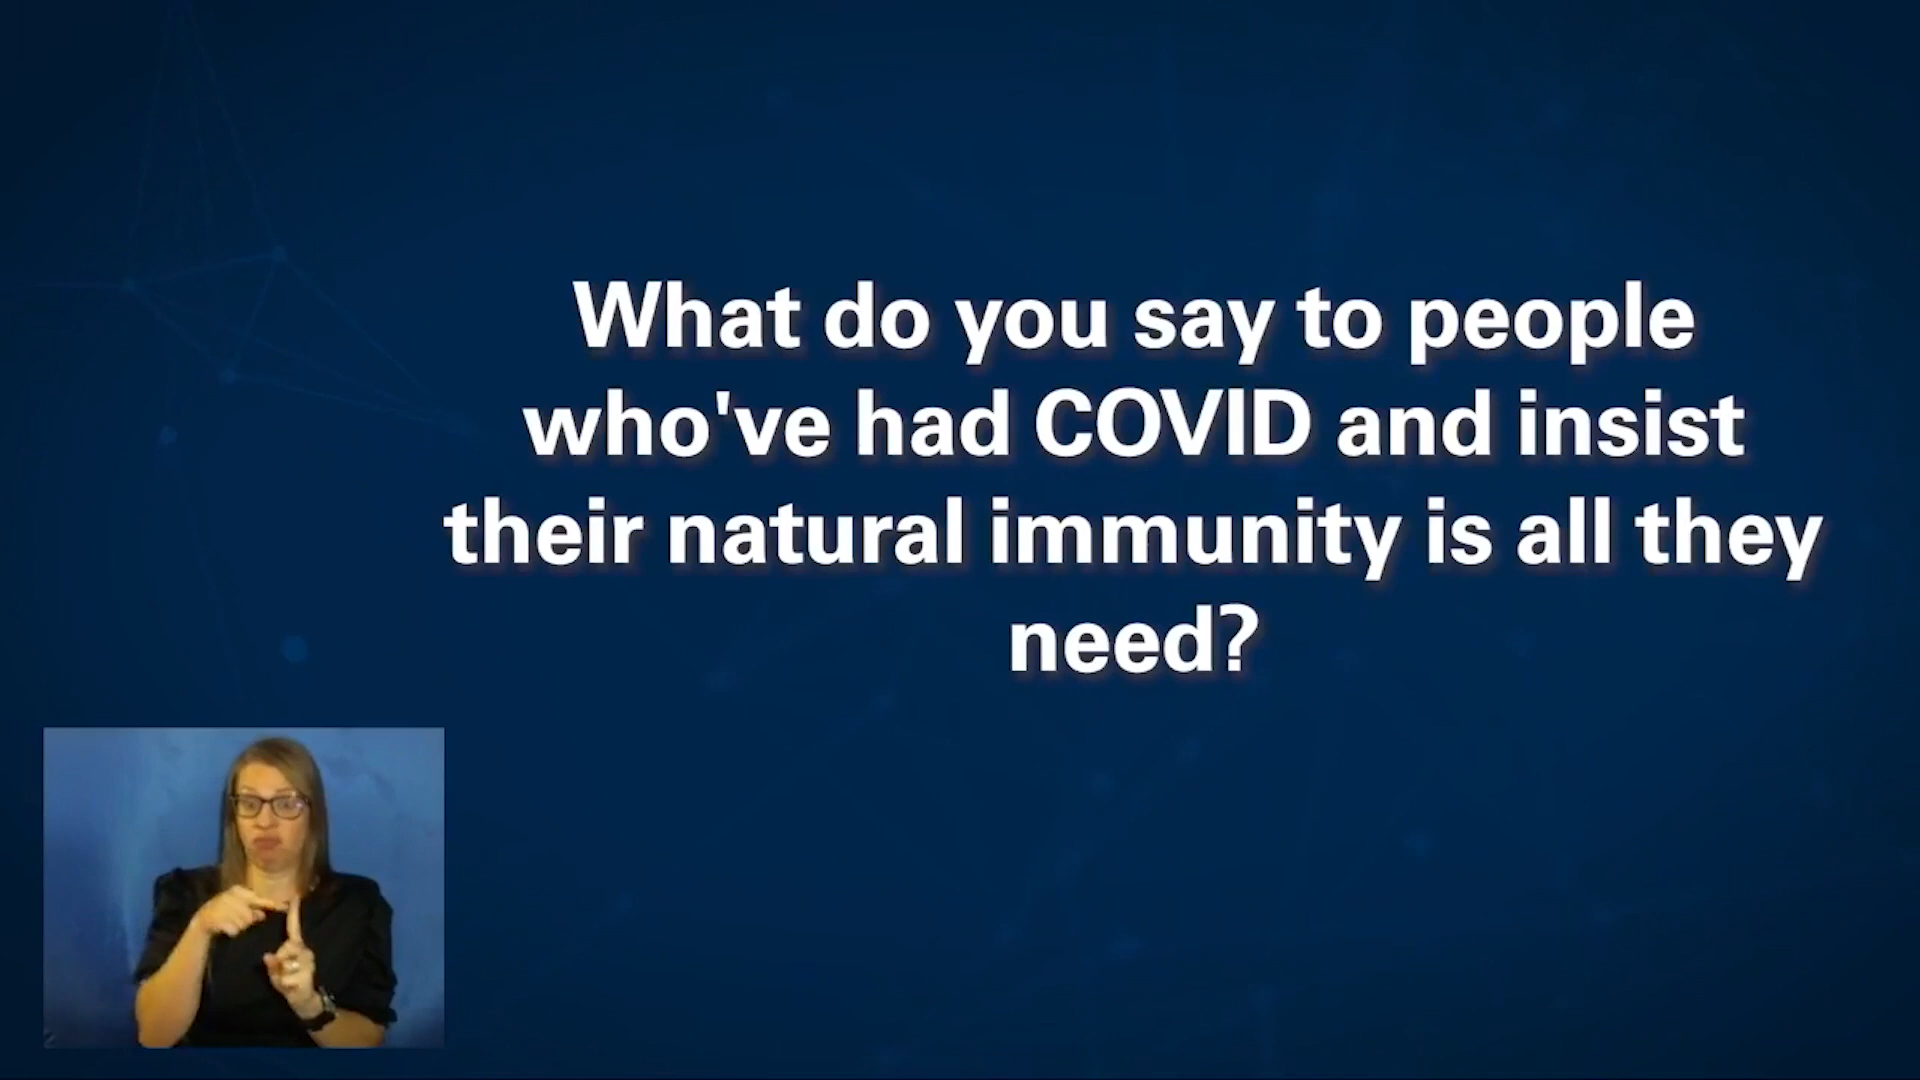 What do you say to people
who've had COVID and insist
their natural immunity is all they
need?